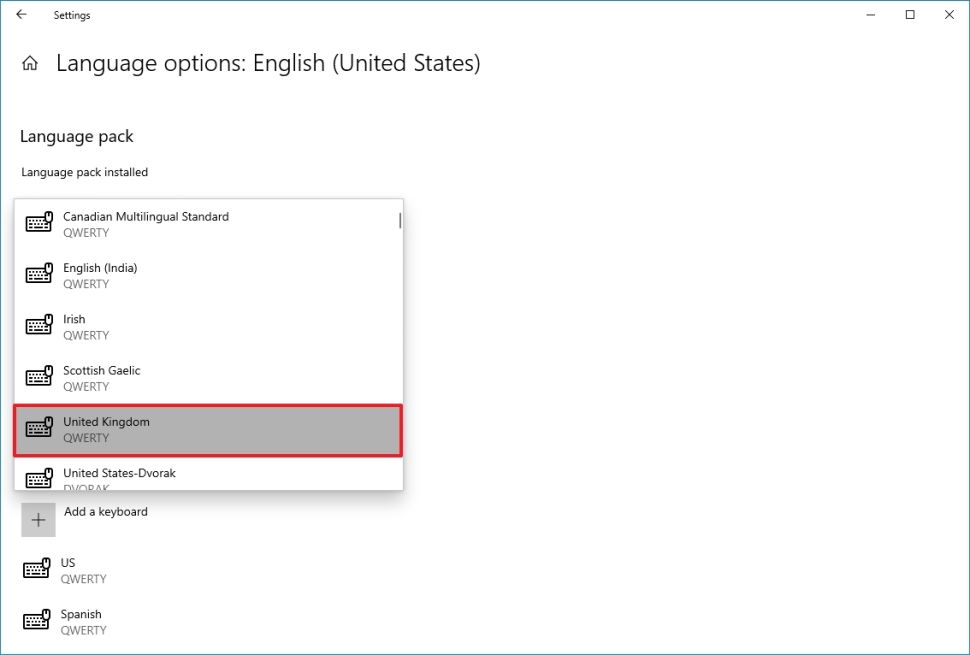 Settings
Language options: English (United States)
Language pack
Language pack installed
Canadian Multilingual Standard
QWERTY
English (India)
QWERTY
Irish
QWERTY
Scottish Gaelic
QWERTY
United Kingdom
QWERTY
United States-Dvorak
DVORAK
Add a keyboard
US
QWERTY
Spanish
QWERTY